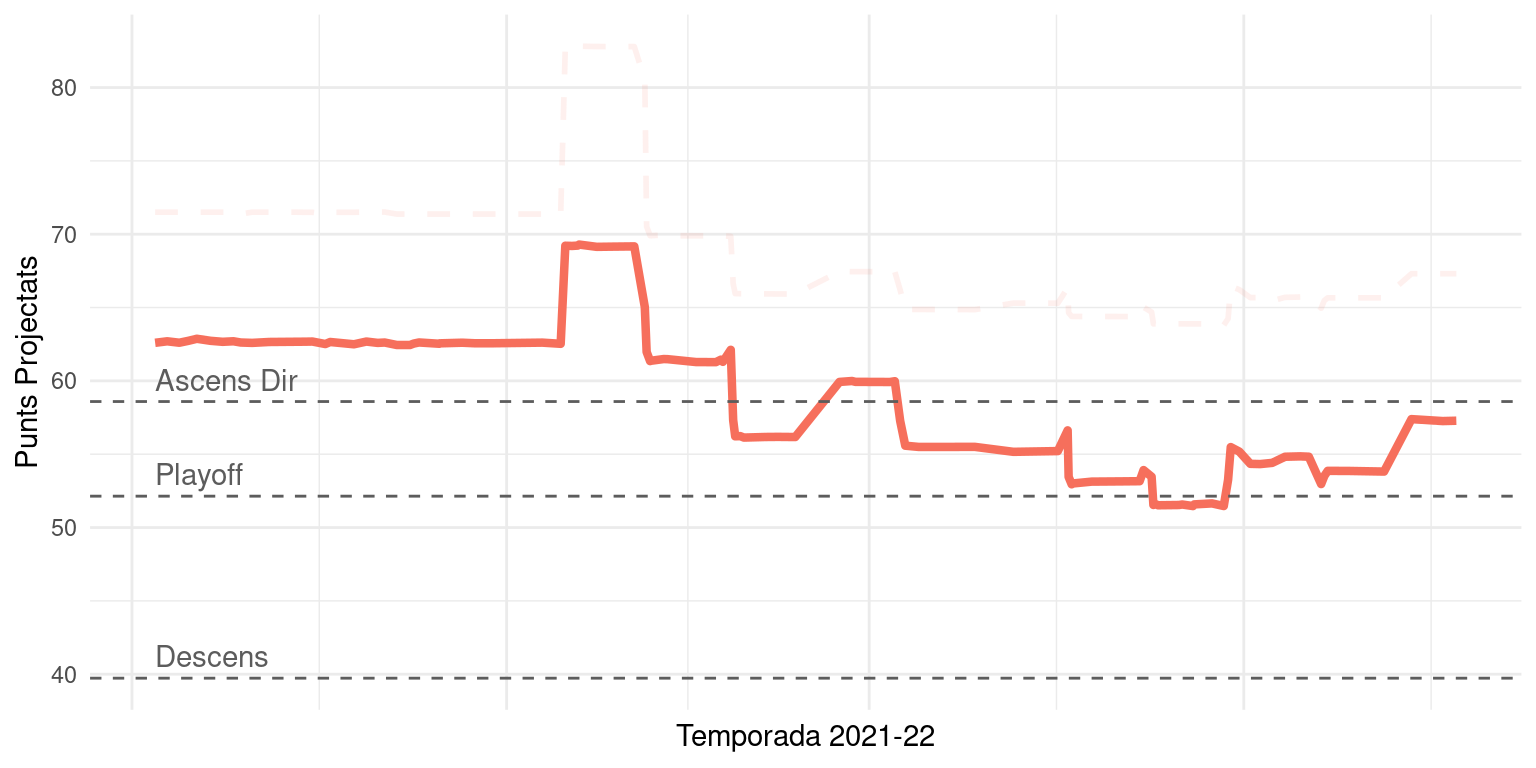 80
70
60
50
40
Punts Projectats
Ascens Dir
Playoff
Descens
Temporada 2021-22